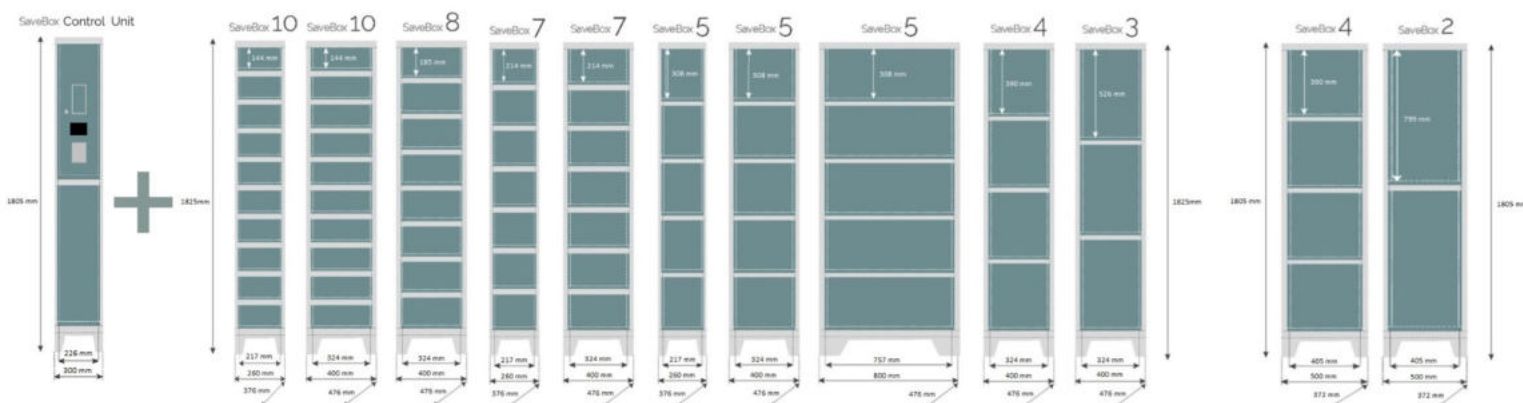 SaveBox Control Unit
SaveBox 10
SaveBox 10
SaveBox 8
SaveBox 7
SaveBox 7
SaveBox 5
SaveBox 5
SaveBox 5
SaveBox 4
SaveBox 3
SaveBox 4
SaveBox 2
144 mm
144 mm
185 mm
214 mm
214 mm
308 mm
308 mm
308 mm
390 mm
526 mm
390 mm
799 mm
1805 mm
1825mm
1825mm
1805 mm
1805 mm
226 mm
300 mm
217 mm
260 mm
376 mm
324 mm
400 mm
476 mm
324 mm
400 mm
476 mm
217 mm
260 mm
376 mm
324 mm
400 mm
476 mm
217 mm
260 mm
376 mm
324 mm
400 mm
476 mm
757 mm
800 mm
476 mm
324 mm
400 mm
476 mm
324 mm
400 mm
476 mm
405 mm
500 mm
372 mm
405 mm
500 mm
372 mm